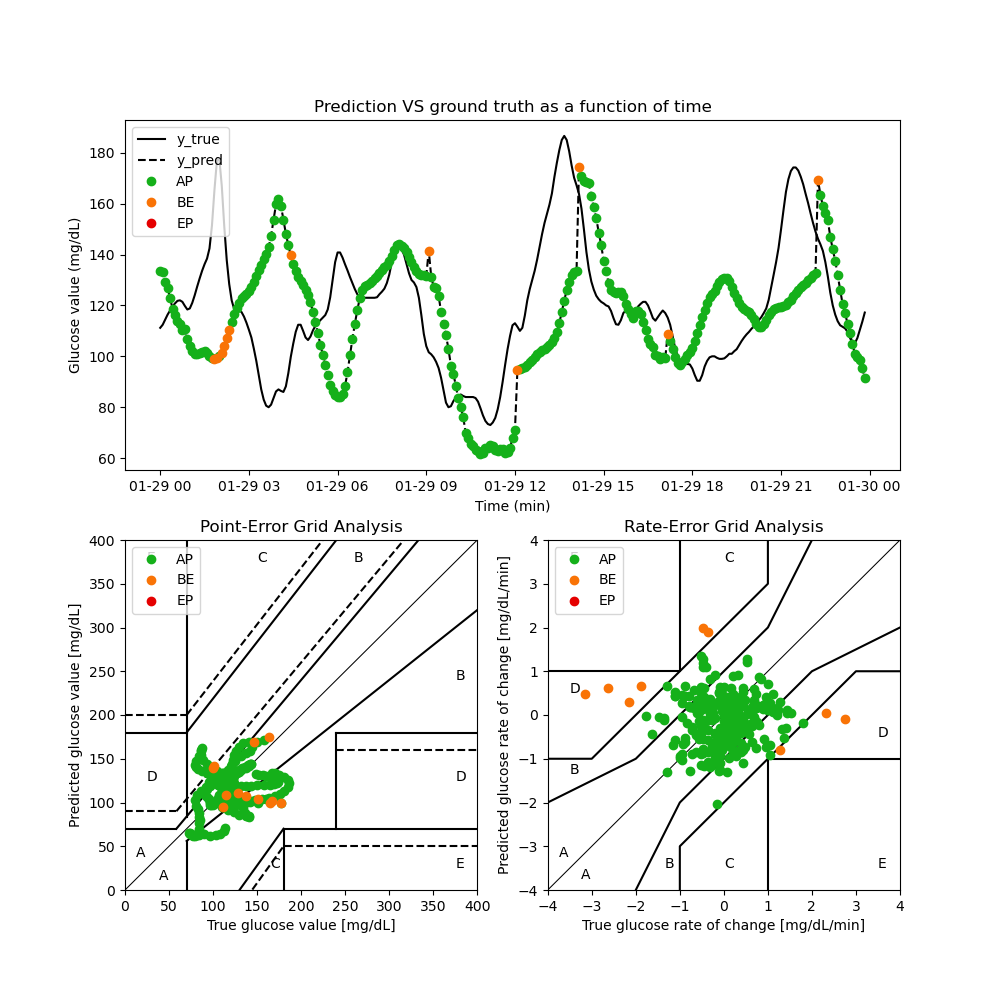 Prediction VS ground truth as a function of time
Glucose value (mg/dL)
180
160
140
120
100
80
60
y_true
y_pred
AP
BE
EP
01-29 00 01-29 03 01-29 06 01-29 09 01-29 12 01-29 15 01-29 18 01-29 21 01-30 00
Time (min)
Point-Error Grid Analysis
Predicted glucose value [mg/dL]
400
350
300
250
200
150
100
50
0
AP
BE
EP
C
B
B
D
D
A
A
C
E
0 50 100 150 200 250 300 350 400
True glucose value [mg/dL]
Rate-Error Grid Analysis
Predicted glucose rate of change [mg/dL/min]
4
3
2
1
0
−1
−2
−3
−4
AP
BE
EP
C
D
D
B
A
A
B
C
E
−4 −3 −2 −1 0 1 2 3 4
True glucose rate of change [mg/dL/min]